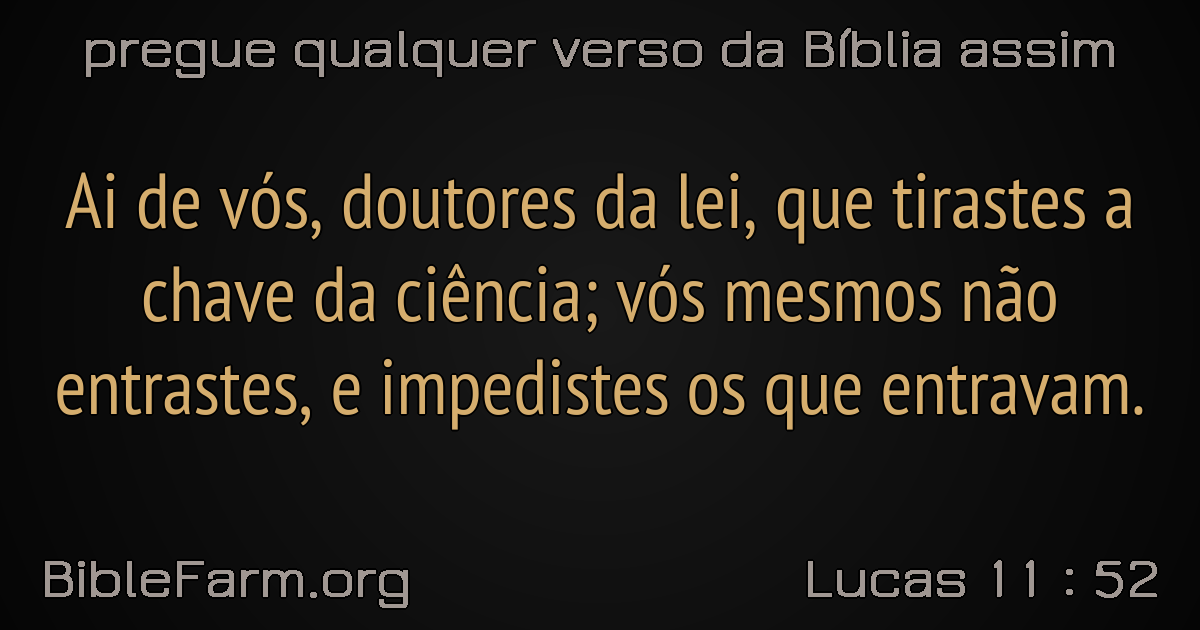 pregue qualquer verso da Bíblia assim
Ai de vós, doutores da lei, que tirastes a
chave da ciência; vós mesmos não
entrastes, e impedistes os que entravam.
BibleFarm.org
Lucas 11 : 52